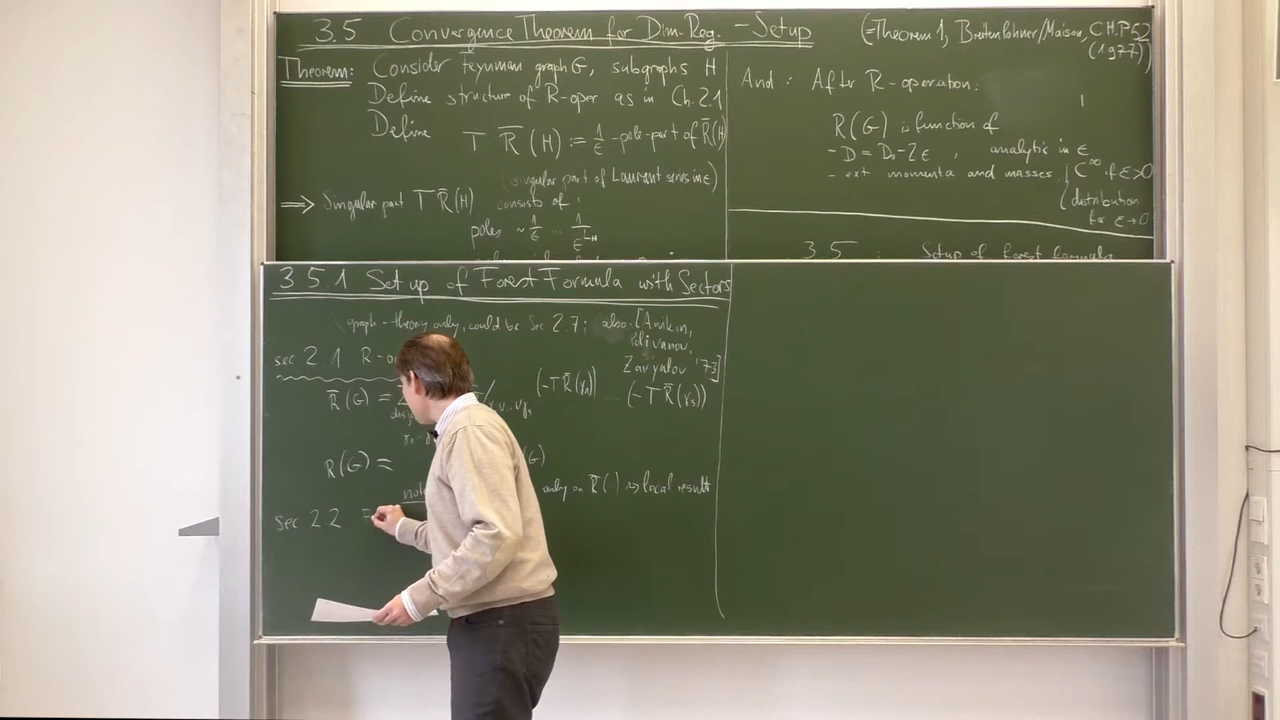 3.5 Convergence Theorem for Dim-Reg. - Setup
(=Theorem 1, Breitenlohner/Maison, C.M.P. 52 (1977))
Theorem: Consider Feynman graph G, subgraphs H
Define structure of R-oper as in Ch. 2.1
Define T R̅(H) := 1/ε -pole-part of R̅(H)
(singular part of Laurent series in ε)
⟹ Singular part T R̅(H) consists of
poles ~ 1/ε ...
And: After R-operation:
R(G) is function of
- D = D₀-2ε, analytic in ε
- ext momenta and masses { C^∞ if ε>0
distribution
for ε→0
3.5 : Setup of Forest formula
3.5.1 Set up of Forest Formula with Sectors
graph-theory only, could be Sec 2.7; also [Anikin,
Polivanov,
Zavyalov '73]
sec 2.1 R-o
R̅(G) =
(-T R̅(γ₁)) ... (-T R̅(γₛ))
R(G) =
(G)
only on R̅(·) ⇝ local result
sec 2.2